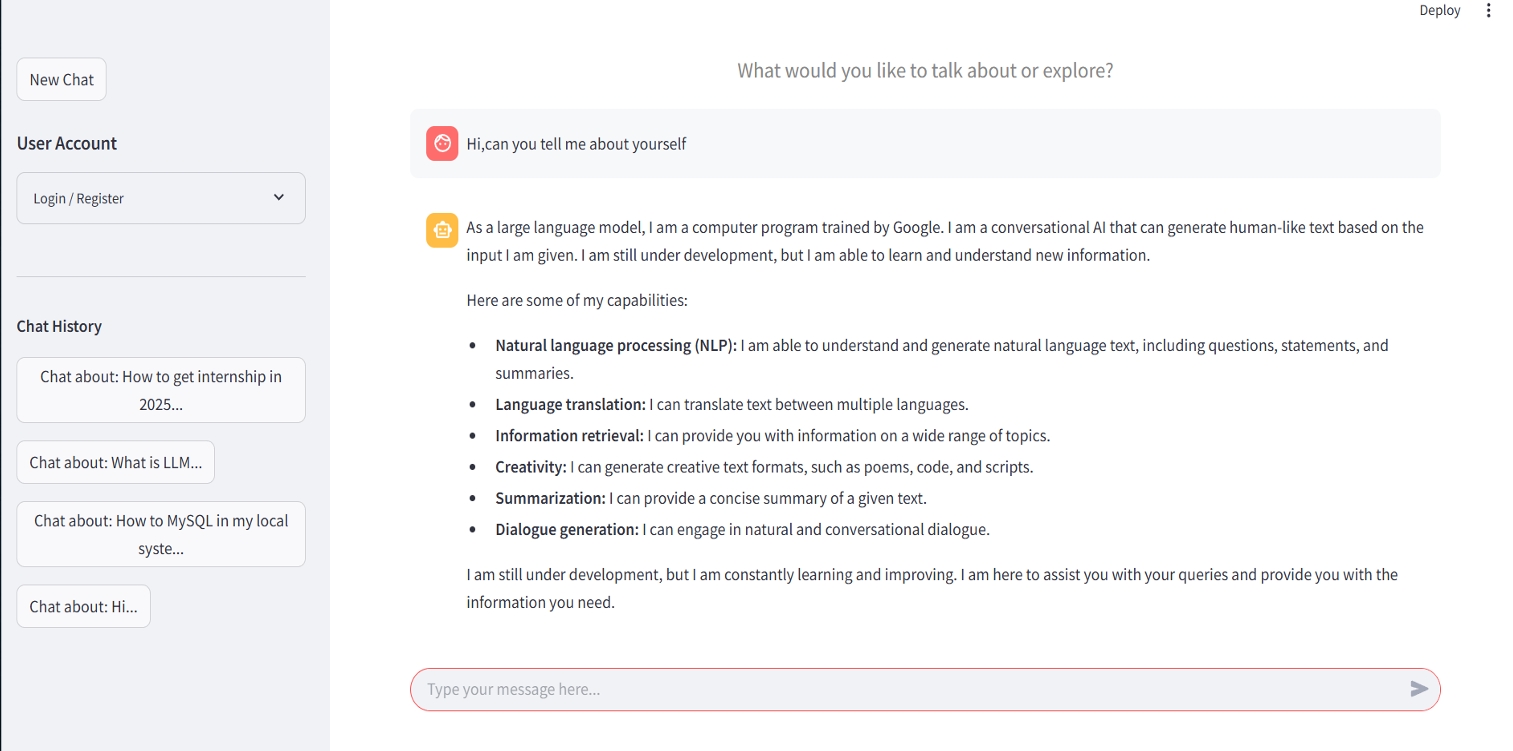 Deploy
New Chat
User Account
Login / Register
Chat History
Chat about: How to get internship in
2025...
Chat about: What is LLM...
Chat about: How to MySQL in my local
syste...
Chat about: Hi...
What would you like to talk about or explore?
Hi,can you tell me about yourself
As a large language model, I am a computer program trained by Google. I am a conversational AI that can generate human-like text based on the
input I am given. I am still under development, but I am able to learn and understand new information.
Here are some of my capabilities:
• Natural language processing (NLP): I am able to understand and generate natural language text, including questions, statements, and
summaries.
• Language translation: I can translate text between multiple languages.
• Information retrieval: I can provide you with information on a wide range of topics.
• Creativity: I can generate creative text formats, such as poems, code, and scripts.
• Summarization: I can provide a concise summary of a given text.
• Dialogue generation: I can engage in natural and conversational dialogue.
I am still under development, but I am constantly learning and improving. I am here to assist you with your queries and provide you with the
information you need.
Type your message here...